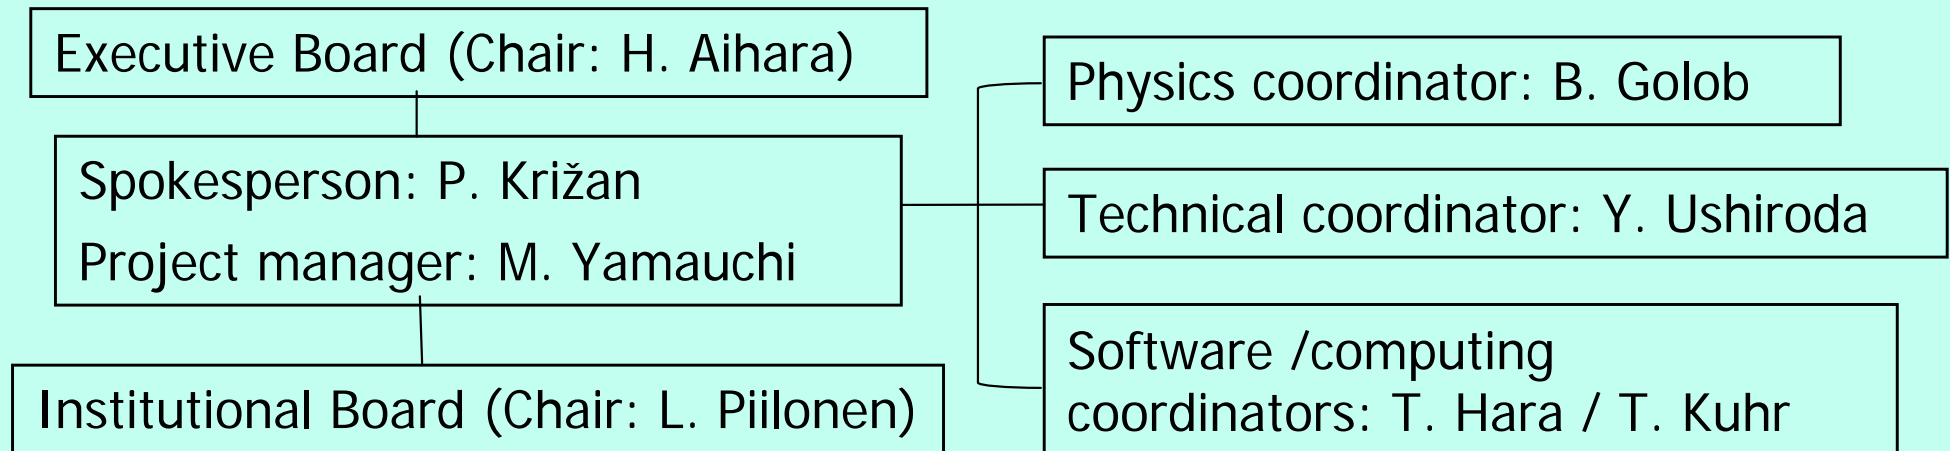 Executive Board (Chair: H. Aihara)
Spokesperson: P. Križan
Project manager: M. Yamauchi
Institutional Board (Chair: L. Piilonen)
Physics coordinator: B. Golob
Technical coordinator: Y. Ushiroda
Software /computing
coordinators: T. Hara / T. Kuhr